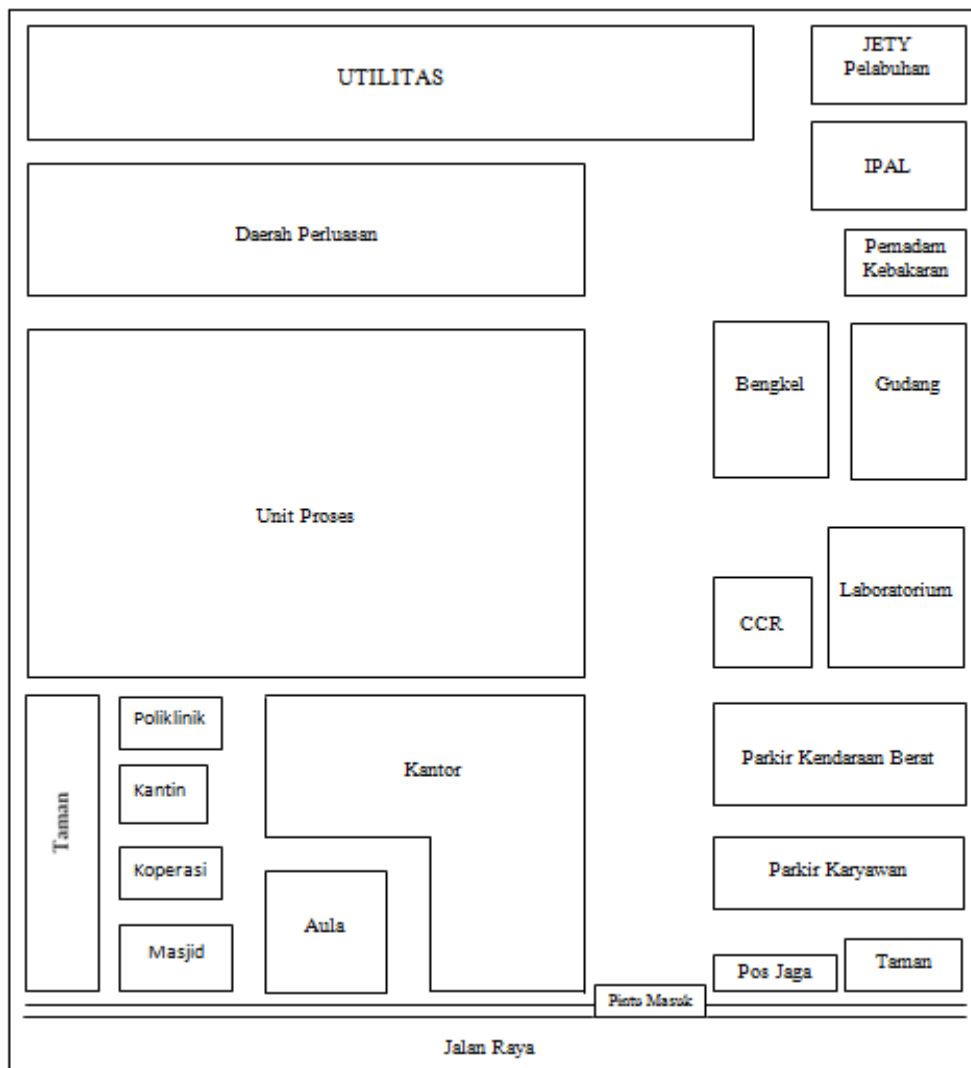 UTILITAS
JETY
Pelabuhan
IPAL
Daerah Perluasan
Pemadam
Kebakaran
Bengkel
Gudang
Unit Proses
Laboratorium
CCR
Poliklinik
Kantin
Koperasi
Masjid
Taman
Kantor
Aula
Parkir Kendaraan Berat
Parkir Karyawan
Pos Jaga
Taman
Pintu Masuk
Jalan Raya